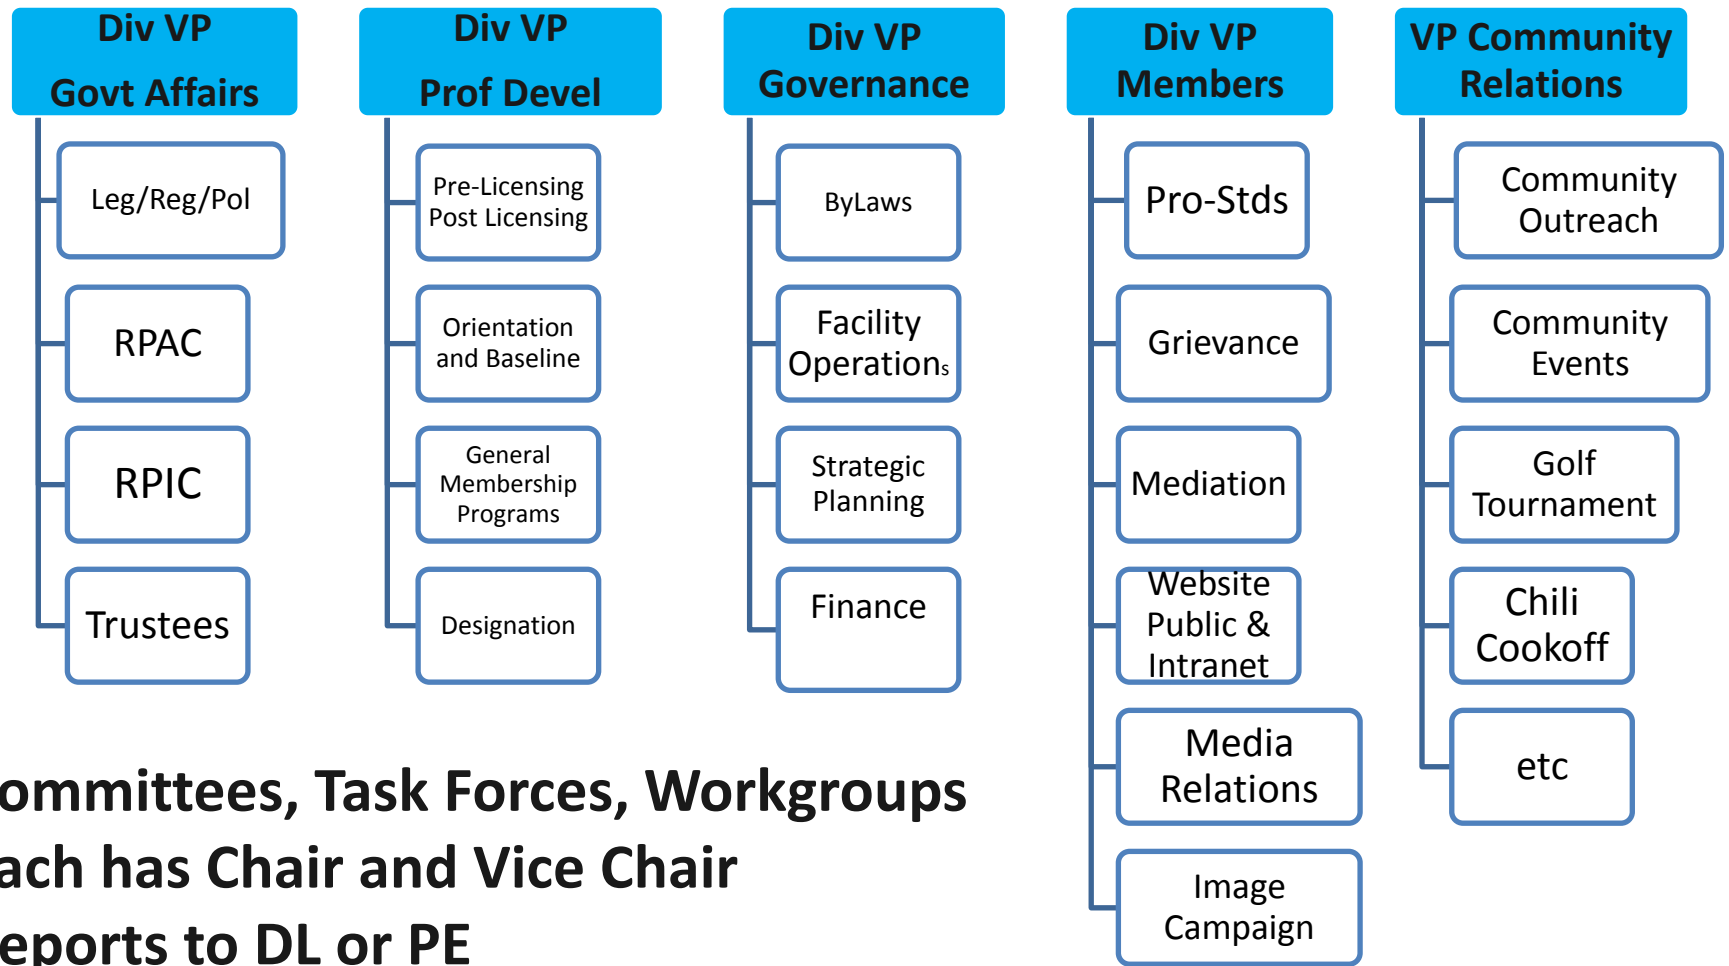 Div VP
Govt Affairs
Leg/Reg/Pol
RPAC
RPIC
Trustees
Div VP
Prof Devel
Pre-Licensing
Post Licensing
Orientation
and Baseline
General
Membership
Programs
Designation
Div VP
Governance
ByLaws
Facility
Operations
Strategic
Planning
Finance
Div VP
Members
Pro-Stds
Grievance
Mediation
Website
Public &
Intranet
Media
Relations
Image
Campaign
VP Community
Relations
Community
Outreach
Community
Events
Golf
Tournament
Chili
Cookoff
etc
ommittees, Task Forces, Workgroups
ach has Chair and Vice Chair
eports to DL or PE